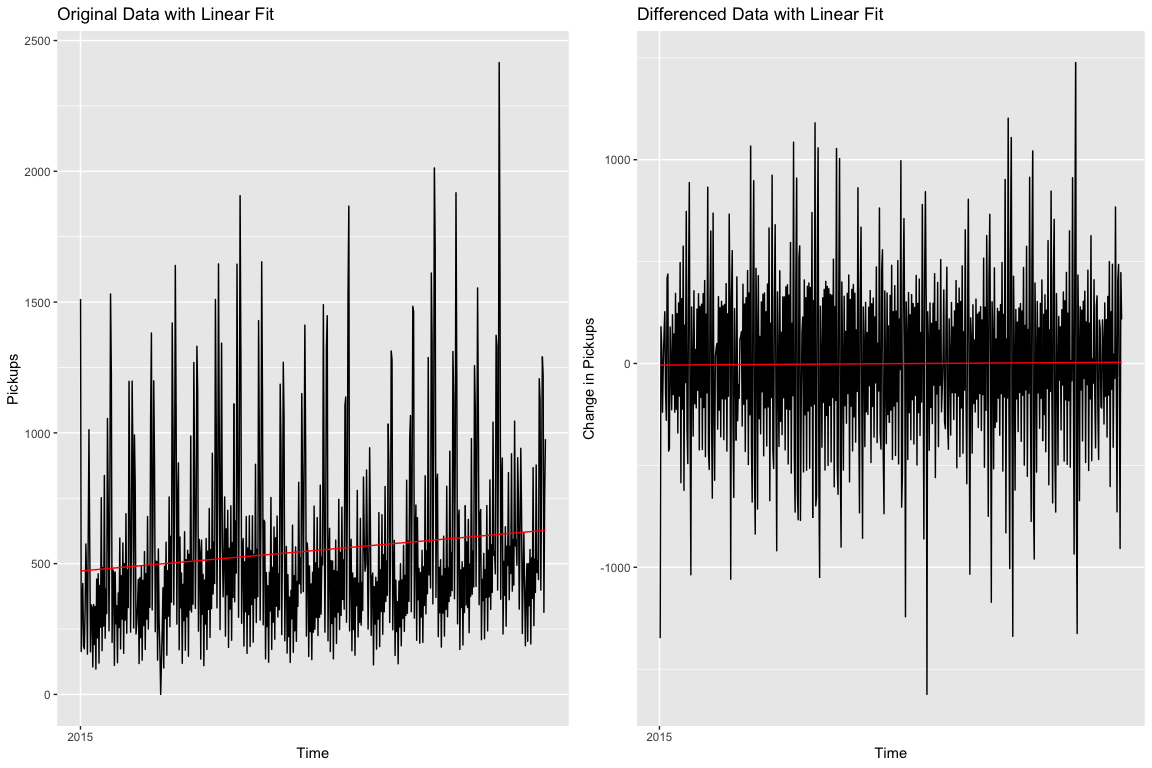 Original Data with Linear Fit
Pickups
2500
2000
1500
1000
500
0
2015
Time
Differenced Data with Linear Fit
Change in Pickups
1000
0
-1000
2015
Time